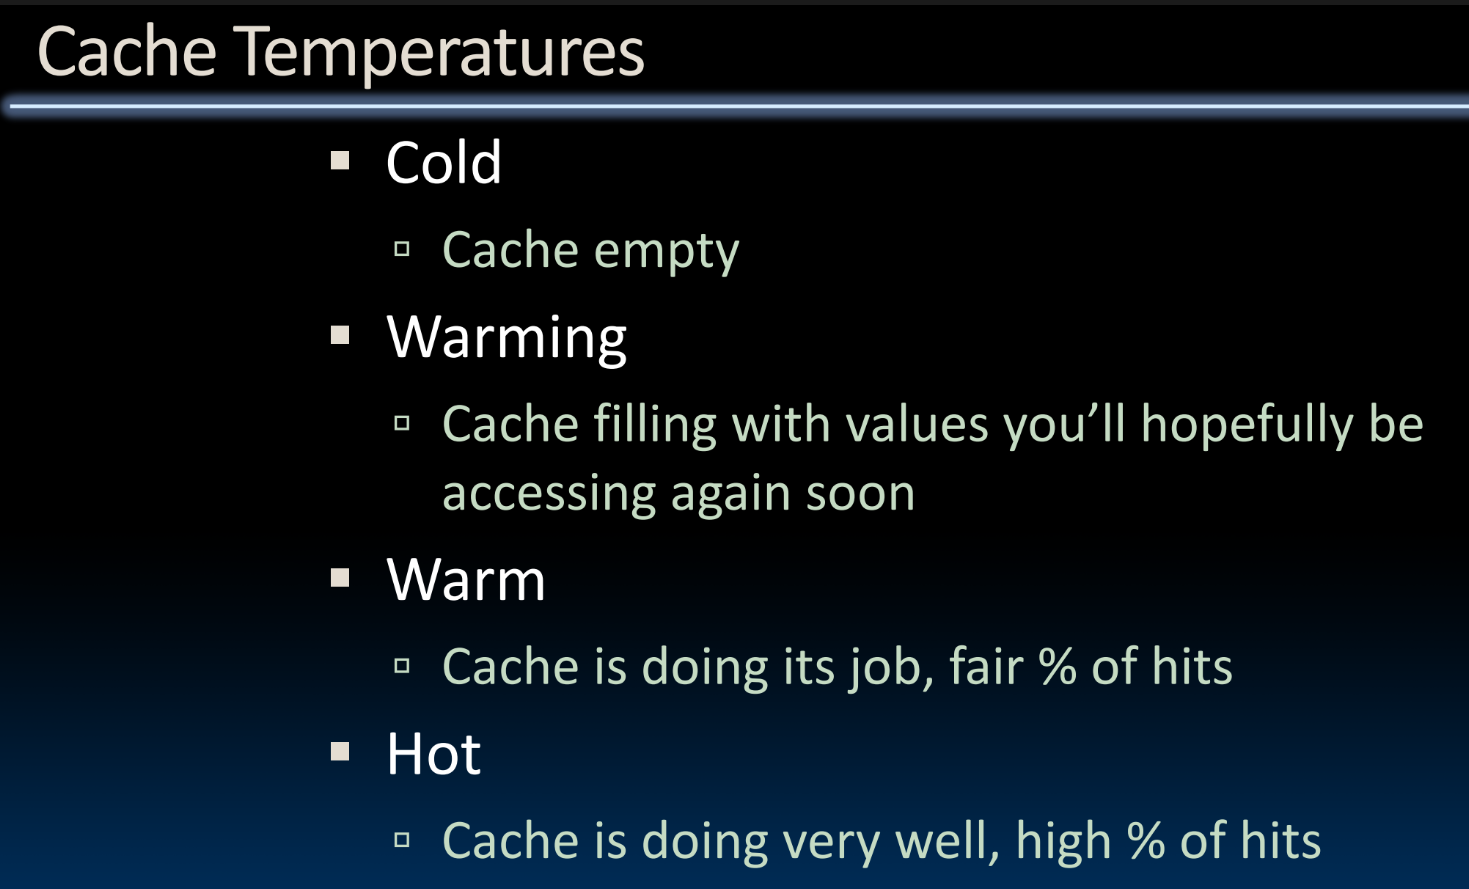 Cache Temperatures
Cold
Cache empty
Warming
Cache filling with values you’ll hopefully be
accessing again soon
Warm
Cache is doing its job, fair % of hits
Hot
Cache is doing very well, high % of hits